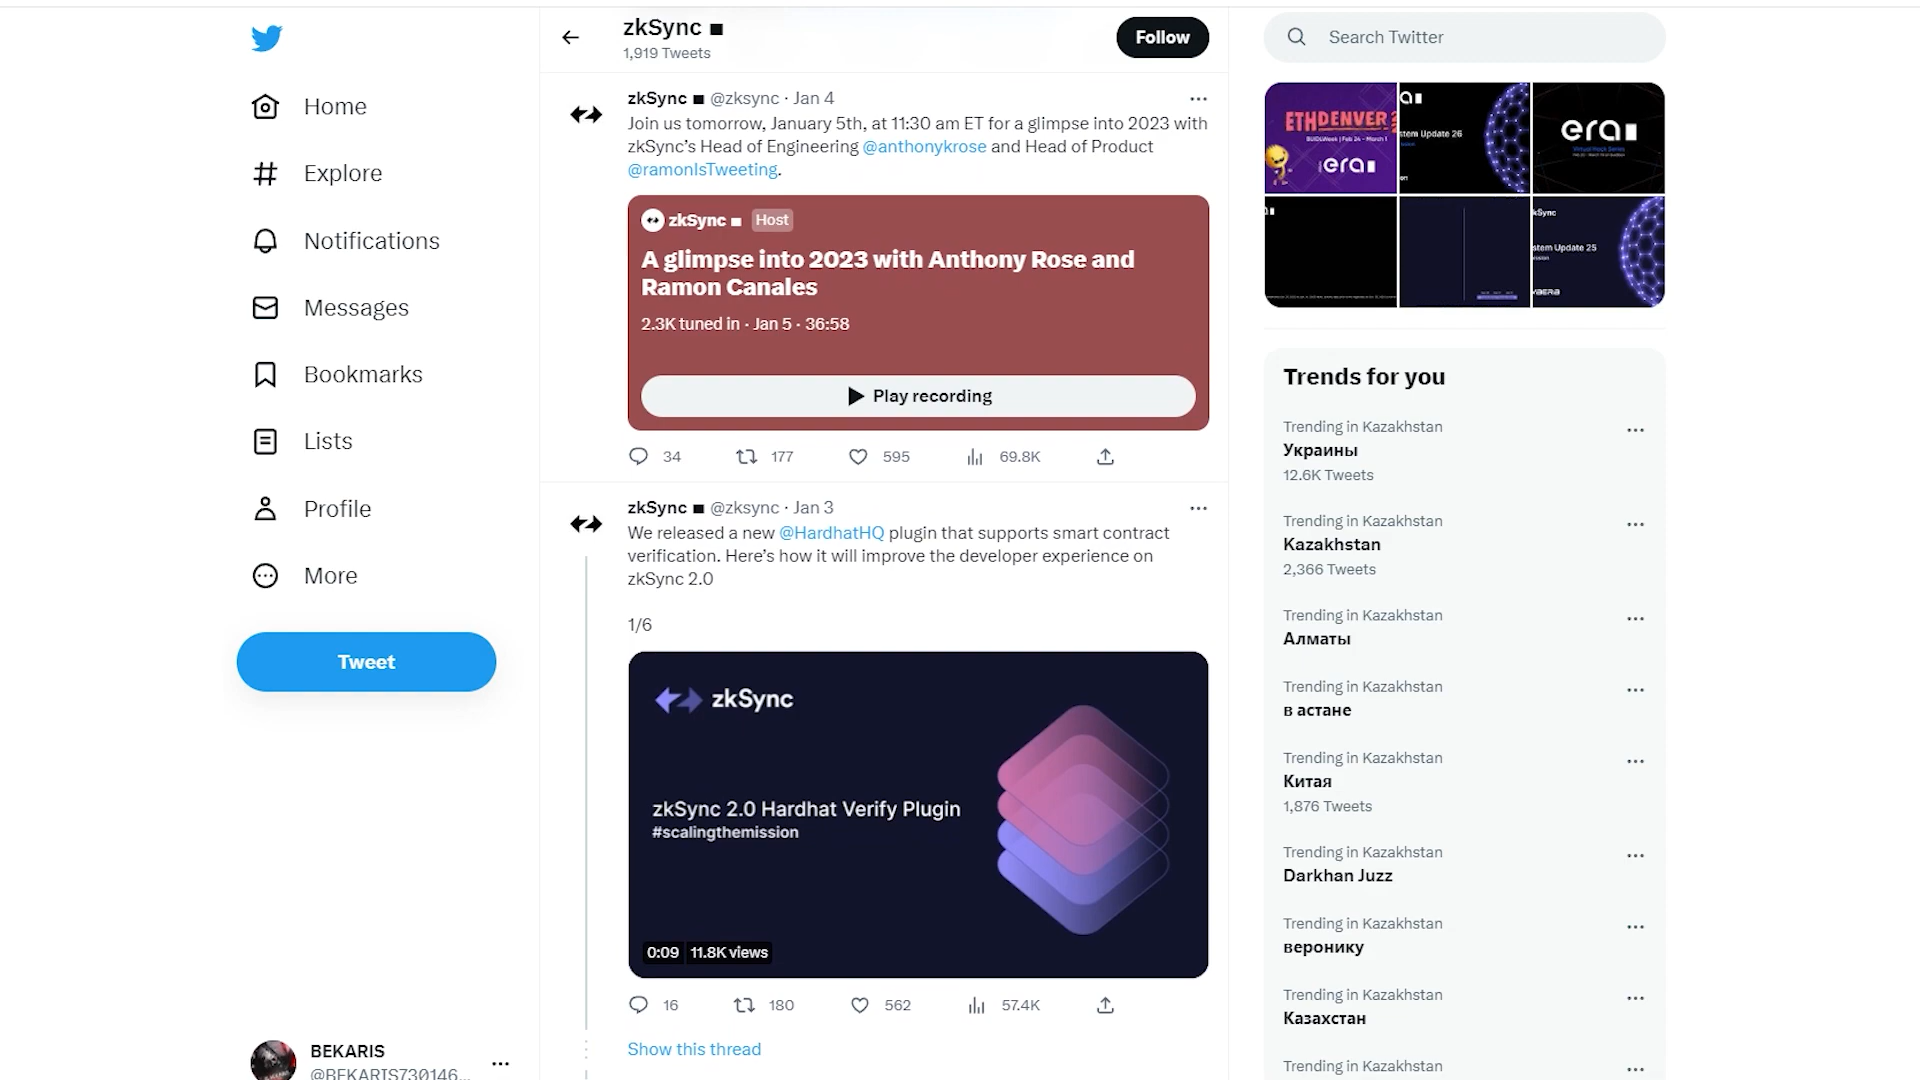 Home
Explore
Notifications
Messages
Bookmarks
Lists
Profile
More
Tweet
BEKARIS
@BEKARIS730146...
zkSync
1,919 Tweets
Follow
zkSync @zksync · Jan 4
Join us tomorrow, January 5th, at 11:30 am ET for a glimpse into 2023 with
zkSync’s Head of Engineering @anthonykrose and Head of Product
@ramonIsTweeting.
zkSync Host
A glimpse into 2023 with Anthony Rose and
Ramon Canales
2.3K tuned in · Jan 5 · 36:58
Play recording
34 177 595 69.8K
zkSync @zksync · Jan 3
We released a new @HardhatHQ plugin that supports smart contract
verification. Here’s how it will improve the developer experience on
zkSync 2.0
1/6
zkSync
zkSync 2.0 Hardhat Verify Plugin
#scalingthemission
0:09 11.8K views
16 180 562 57.4K
Show this thread
Search Twitter
ETHDENVER
era
stem Update 26
era
kSync
stem Update 25
Trends for you
Trending in Kazakhstan
Украины
12.6K Tweets
Trending in Kazakhstan
Kazakhstan
2,366 Tweets
Trending in Kazakhstan
Алматы
Trending in Kazakhstan
в астане
Trending in Kazakhstan
Китая
1,876 Tweets
Trending in Kazakhstan
Darkhan Juzz
Trending in Kazakhstan
веронику
Trending in Kazakhstan
Казахстан
Trending in Kazakhstan